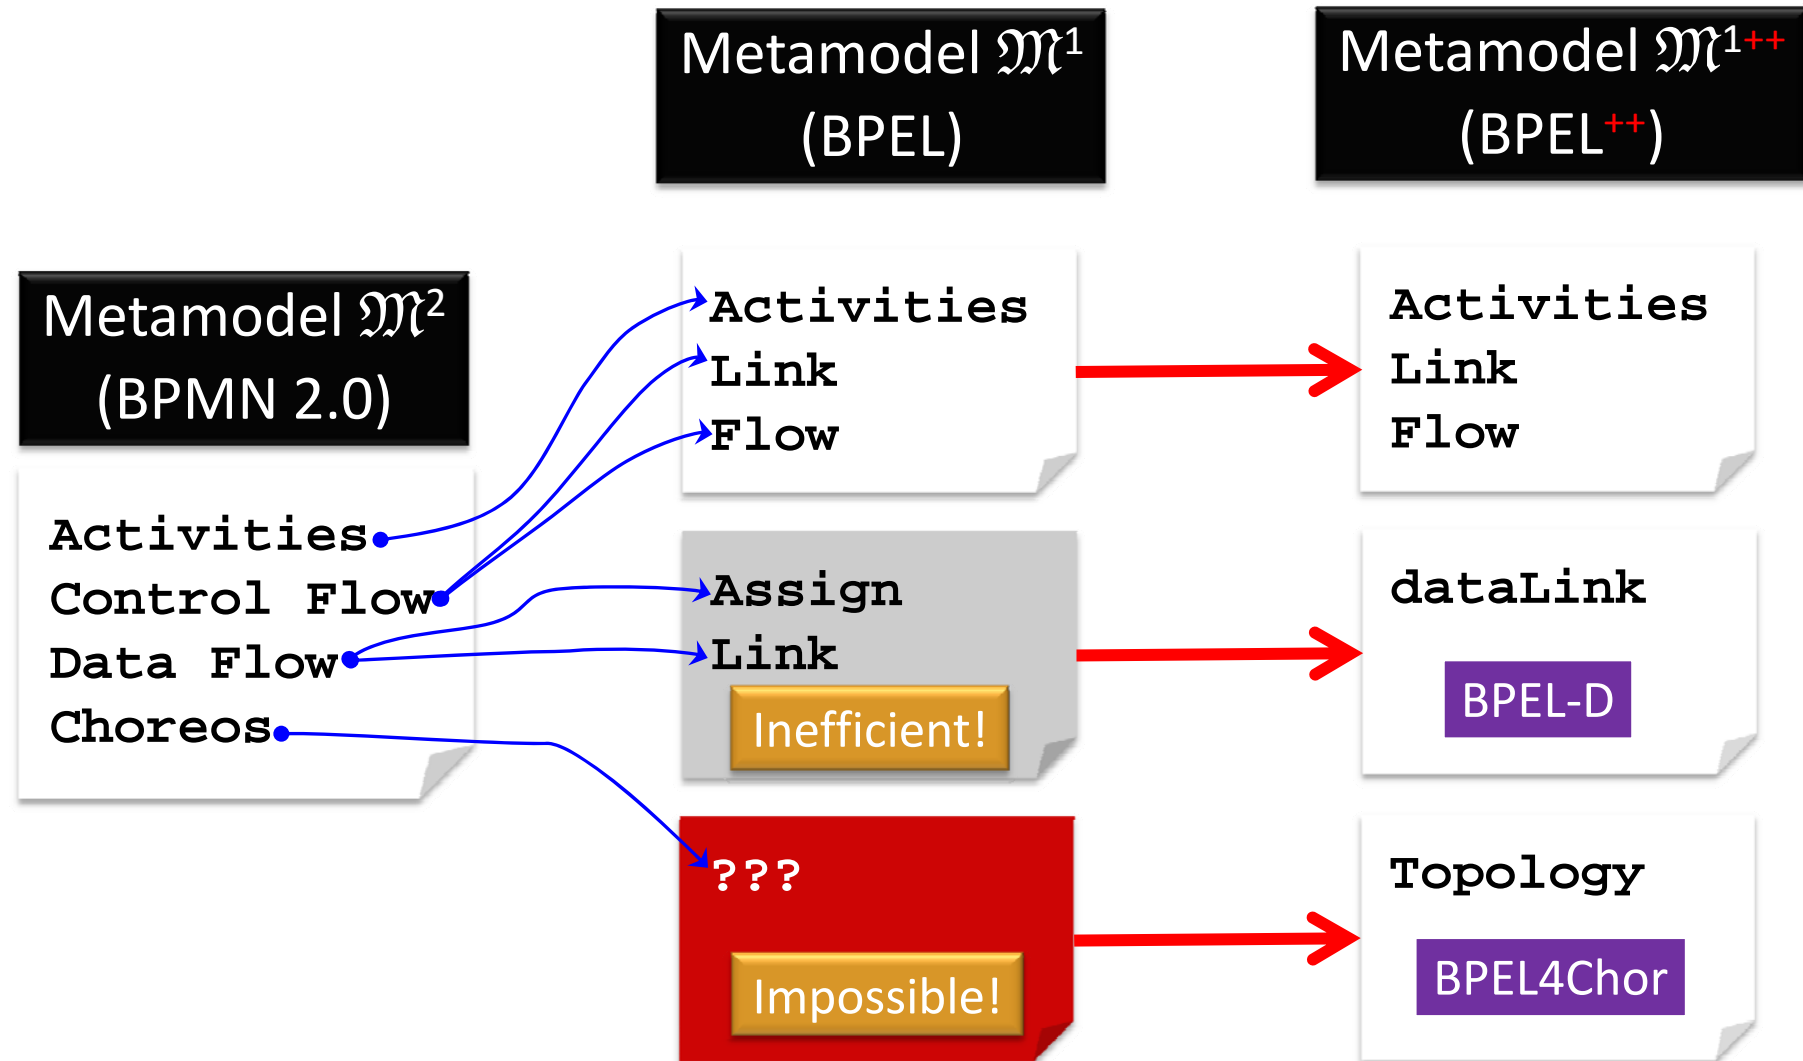 Metamodel 𝔐²
(BPMN 2.0)
Activities
Control Flow
Data Flow
Choreos
Metamodel 𝔐¹
(BPEL)
Activities
Link
Flow
Assign
Link
Inefficient!
???
Impossible!
Metamodel 𝔐¹⁺⁺
(BPEL⁺⁺)
Activities
Link
Flow
dataLink
BPEL-D
Topology
BPEL4Chor